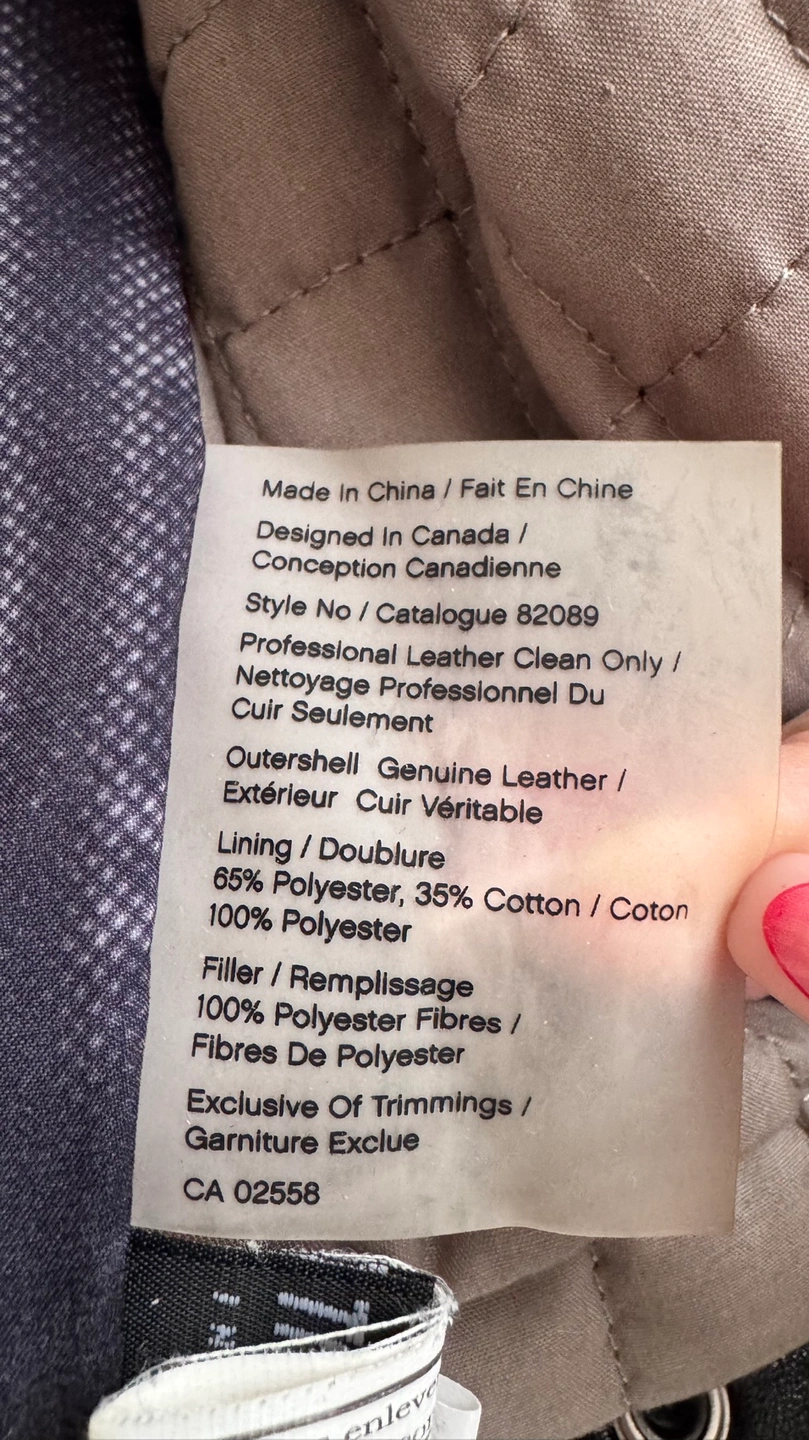 Made In China / Fait En Chine
Designed In Canada /
Conception Canadienne
Style No / Catalogue 82089
Professional Leather Clean Only /
Nettoyage Professionnel Du
Cuir Seulement
Outershell Genuine Leather /
Extérieur Cuir Véritable
Lining / Doublure
65% Polyester, 35% Cotton / Coton
100% Polyester
Filler / Remplissage
100% Polyester Fibres /
Fibres De Polyester
Exclusive Of Trimmings /
Garniture Exclue
CA 02558